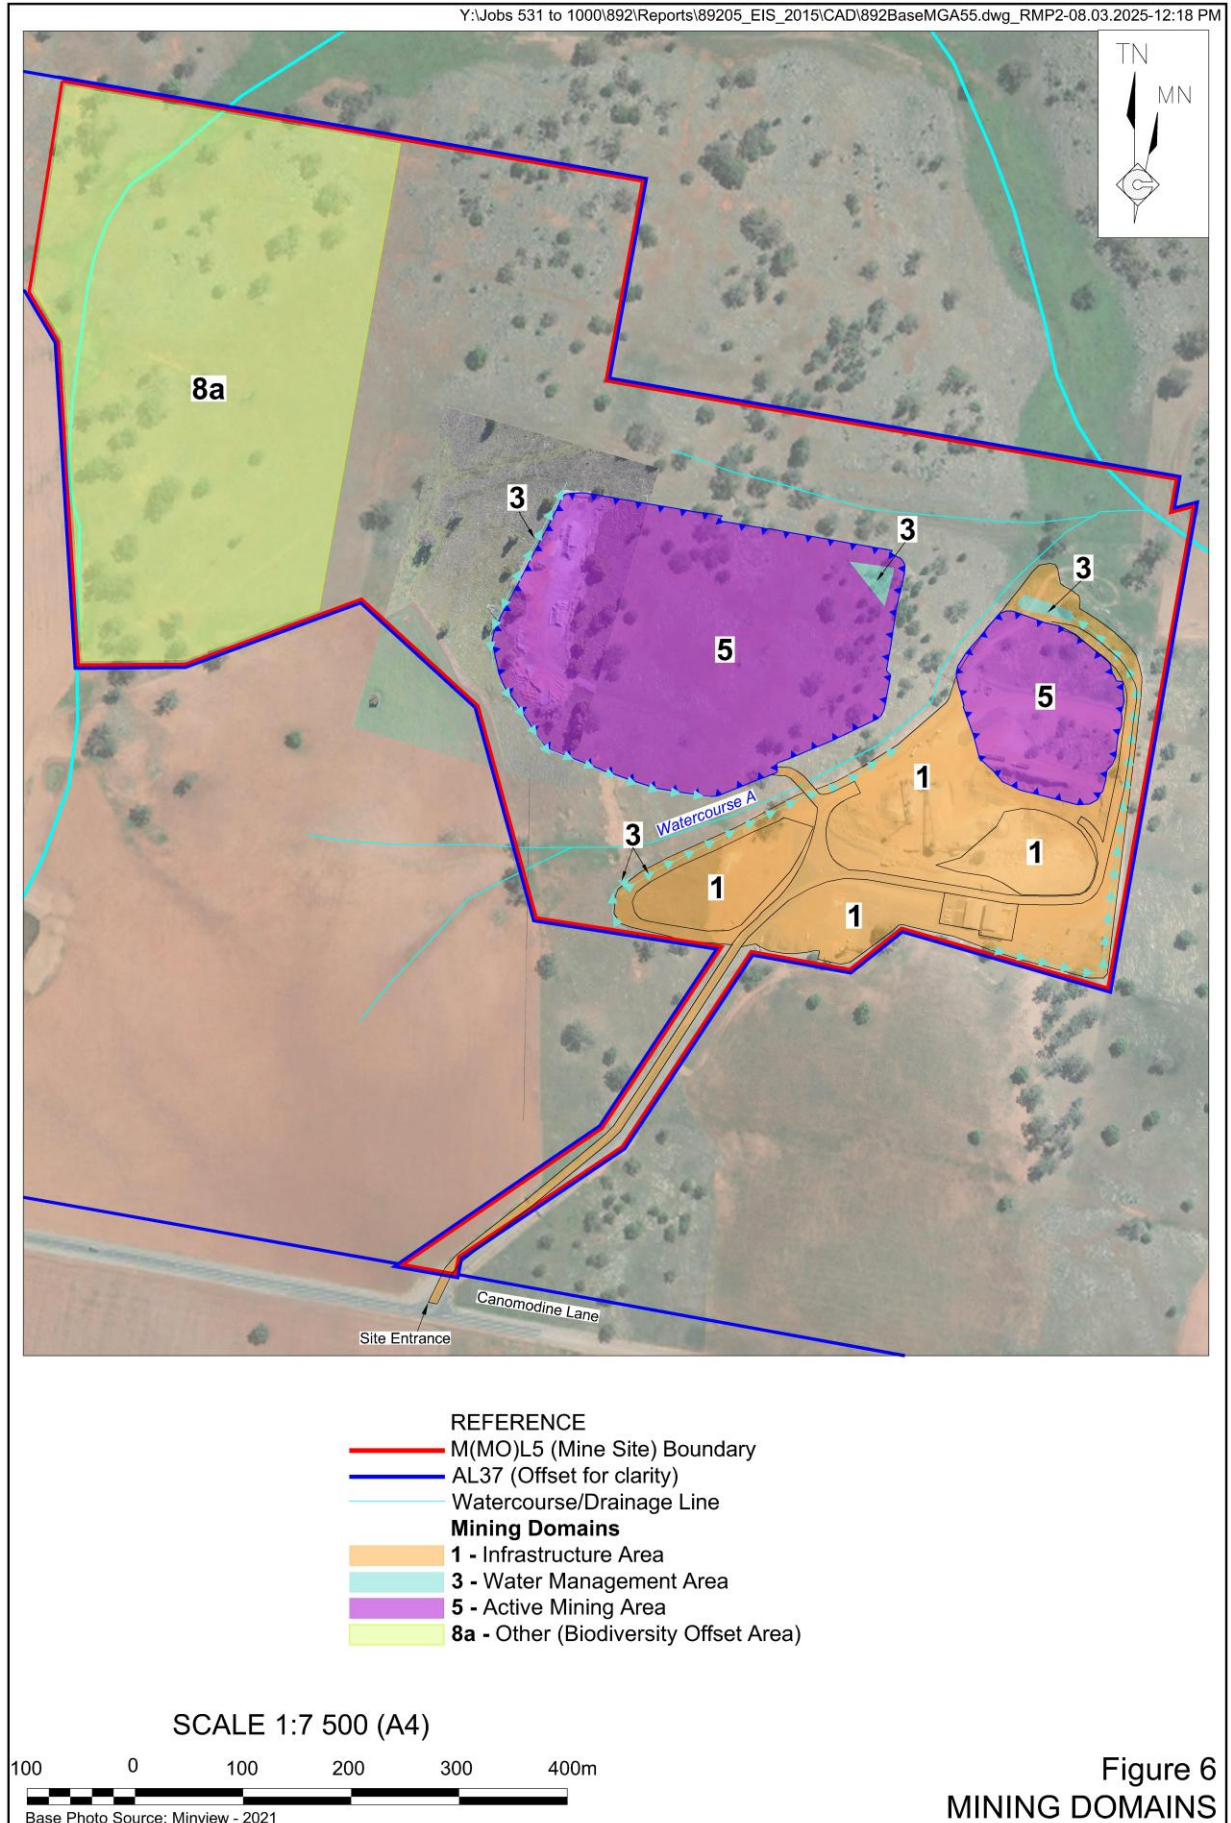 Y:\Jobs 531 to 1000\892\Reports\89205_EIS_2015\CAD\892BaseMGA55.dwg_RMP2-08.03.2025-12:18 PM
TN
MN
8a
3
3
3
5
5
1
Watercourse A
3
1
1
1
Canomodine Lane
Site Entrance
REFERENCE
M(MO)L5 (Mine Site) Boundary
AL37 (Offset for clarity)
Watercourse/Drainage Line
Mining Domains
1 - Infrastructure Area
3 - Water Management Area
5 - Active Mining Area
8a - Other (Biodiversity Offset Area)
SCALE 1:7 500 (A4)
100 0 100 200 300 400m
Base Photo Source: Minview - 2021
Figure 6
MINING DOMAINS